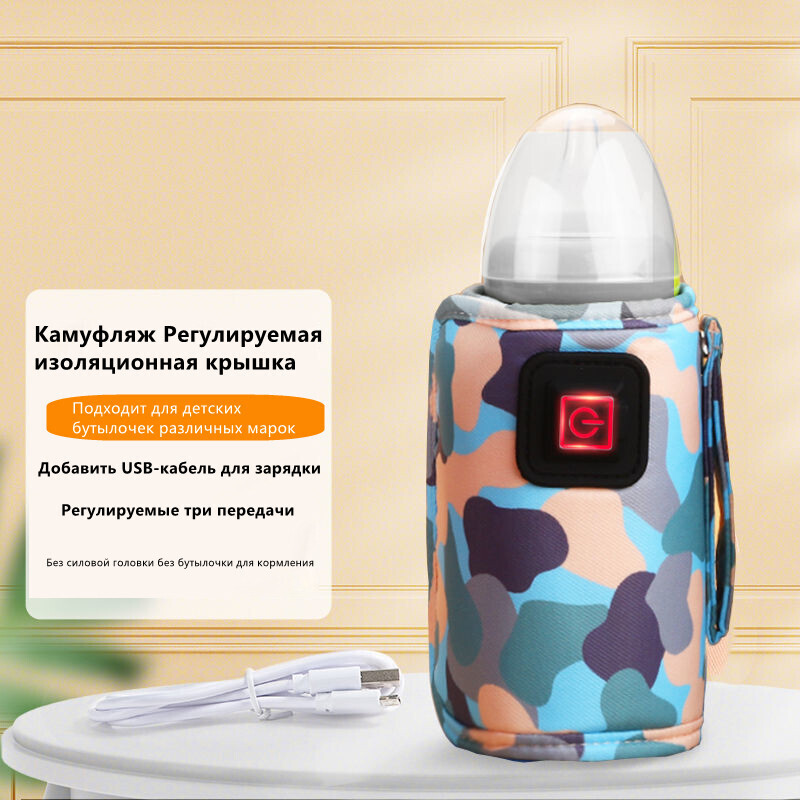 Камуфляж Регулируемая
изоляционная крышка
Подходит для детских
бутылочек различных марок
Добавить USB-кабель для зарядки
Регулируемые три передачи
Без силовой головки без бутылочки для кормления